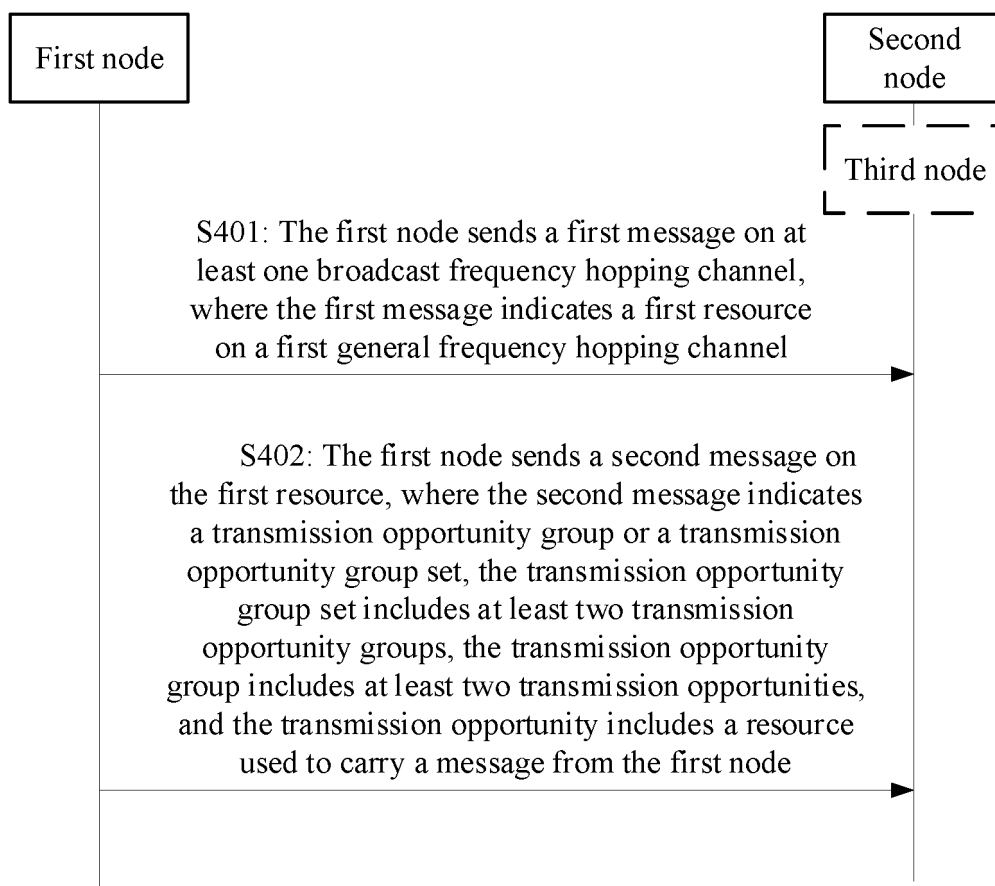 First node
Second
node
Third node
S401: The first node sends a first message on at
least one broadcast frequency hopping channel,
where the first message indicates a first resource
on a first general frequency hopping channel
S402: The first node sends a second message on
the first resource, where the second message indicates
a transmission opportunity group or a transmission
opportunity group set, the transmission opportunity
group set includes at least two transmission
opportunity groups, the transmission opportunity
group includes at least two transmission opportunities,
and the transmission opportunity includes a resource
used to carry a message from the first node